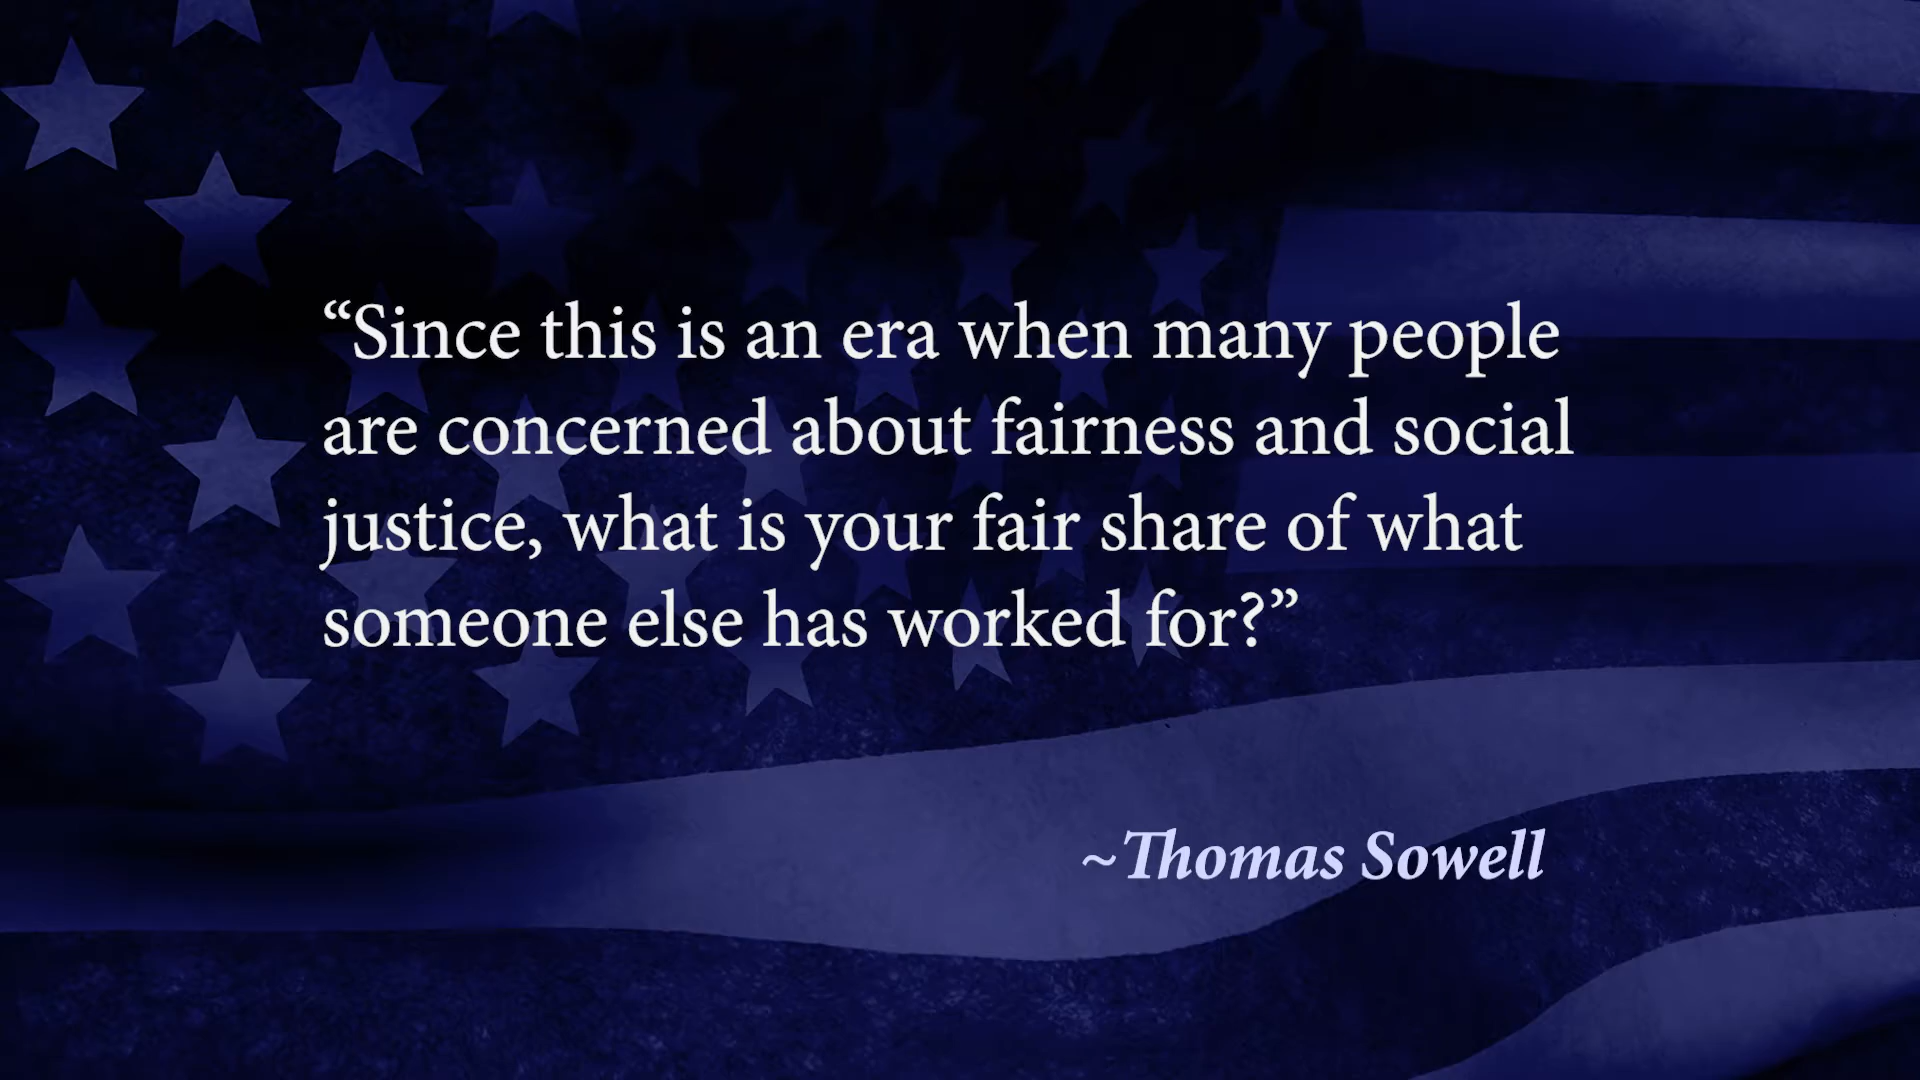 “Since this is an era when many people
are concerned about fairness and social
justice, what is your fair share of what
someone else has worked for?”
~Thomas Sowell